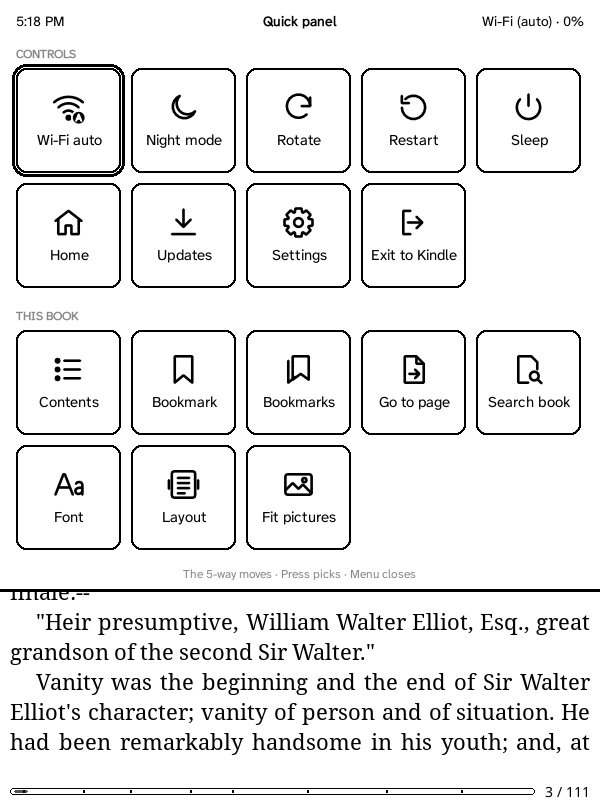 5:18 PM Quick panel Wi-Fi (auto) · 0%
CONTROLS
Wi-Fi auto Night mode Rotate Restart Sleep
Home Updates Settings Exit to Kindle
THIS BOOK
Contents Bookmark Bookmarks Go to page Search book
Aa
Font Layout Fit pictures
The 5-way moves · Press picks · Menu closes
"Heir presumptive, William Walter Elliot, Esq., great
grandson of the second Sir Walter."
Vanity was the beginning and the end of Sir Walter
Elliot's character; vanity of person and of situation. He
had been remarkably handsome in his youth; and, at
3 / 111